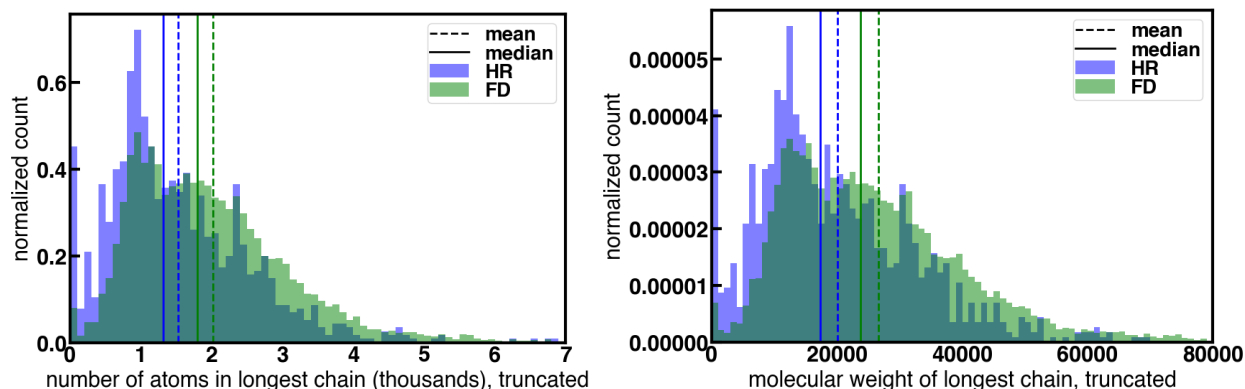 normalized count
0.6
0.4
0.2
0.0
0 1 2 3 4 5 6 7
number of atoms in longest chain (thousands), truncated
mean
median
HR
FD
normalized count
0.00005
0.00004
0.00003
0.00002
0.00001
0.00000
0 20000 40000 60000 80000
molecular weight of longest chain, truncated
mean
median
HR
FD